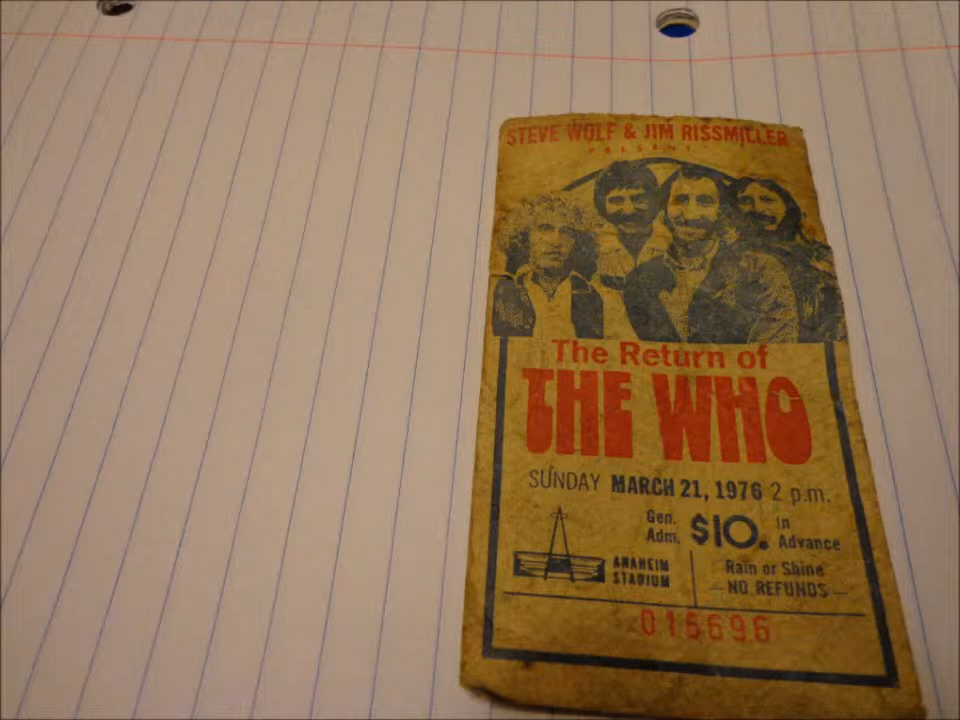 STEVE WOLF & JIM RISSMILLER
PRESENT
The Return of
THE WHO
SUNDAY MARCH 21, 1976 2 p.m.
Gen. Adm. $10. In Advance
ANAHEIM STADIUM
Rain or Shine
—NO REFUNDS—
015696